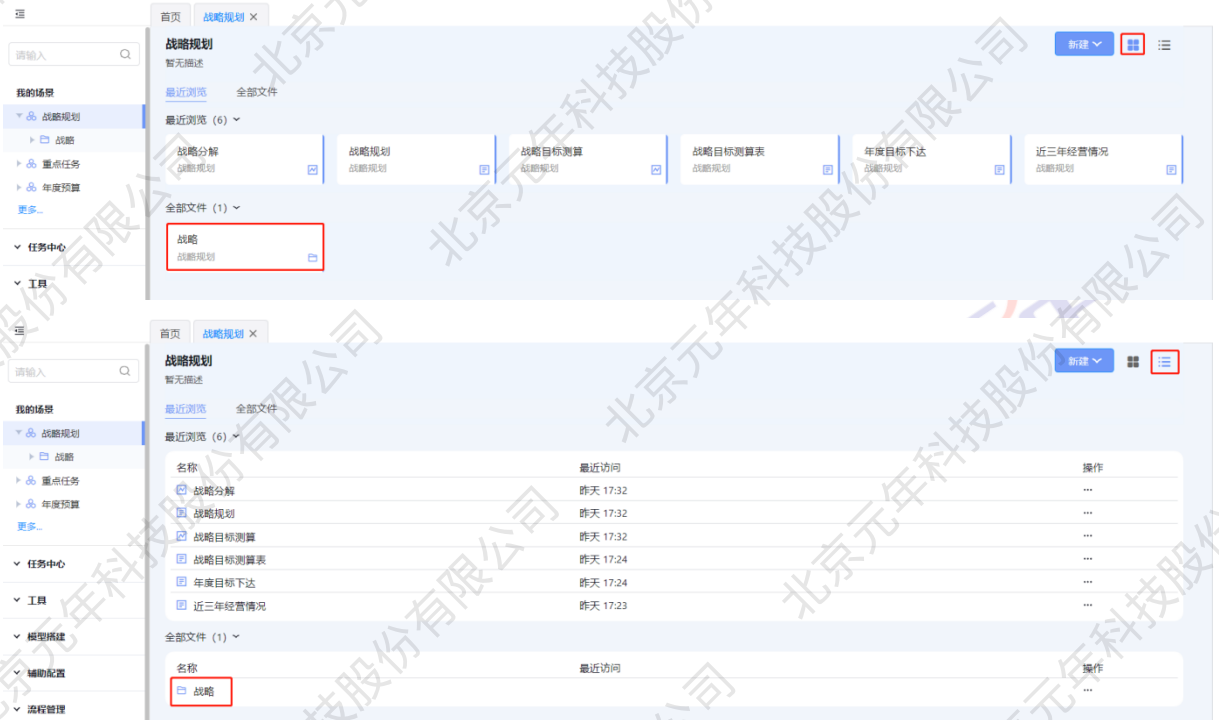 首页 战略规划
请输入
战略规划
新建
暂无描述
我的场景
最近浏览 全部文件
战略规划
最近浏览 (6)
战略
战略分解 战略规划 战略目标测算 战略目标测算表 年度目标下达 近三年经营情况
重点任务
战略规划 战略规划 战略规划 战略规划 战略规划 战略规划
年度预算
更多...
全部文件 (1)
任务中心
战略
战略规划
工具
首页 战略规划
请输入
战略规划
新建
暂无描述
我的场景
最近浏览 全部文件
战略规划
最近浏览 (6)
战略
名称 最近访问 操作
重点任务
战略分解 昨天 17:32 ...
年度预算
战略规划 昨天 17:32 ...
更多...
战略目标测算 昨天 17:32 ...
任务中心
战略目标测算表 昨天 17:24 ...
年度目标下达 昨天 17:24 ...
工具
近三年经营情况 昨天 17:23 ...
模型搭建
全部文件 (1)
辅助配置
名称 最近访问 操作
战略 ...
流程管理
北京元年科技股份有限公司